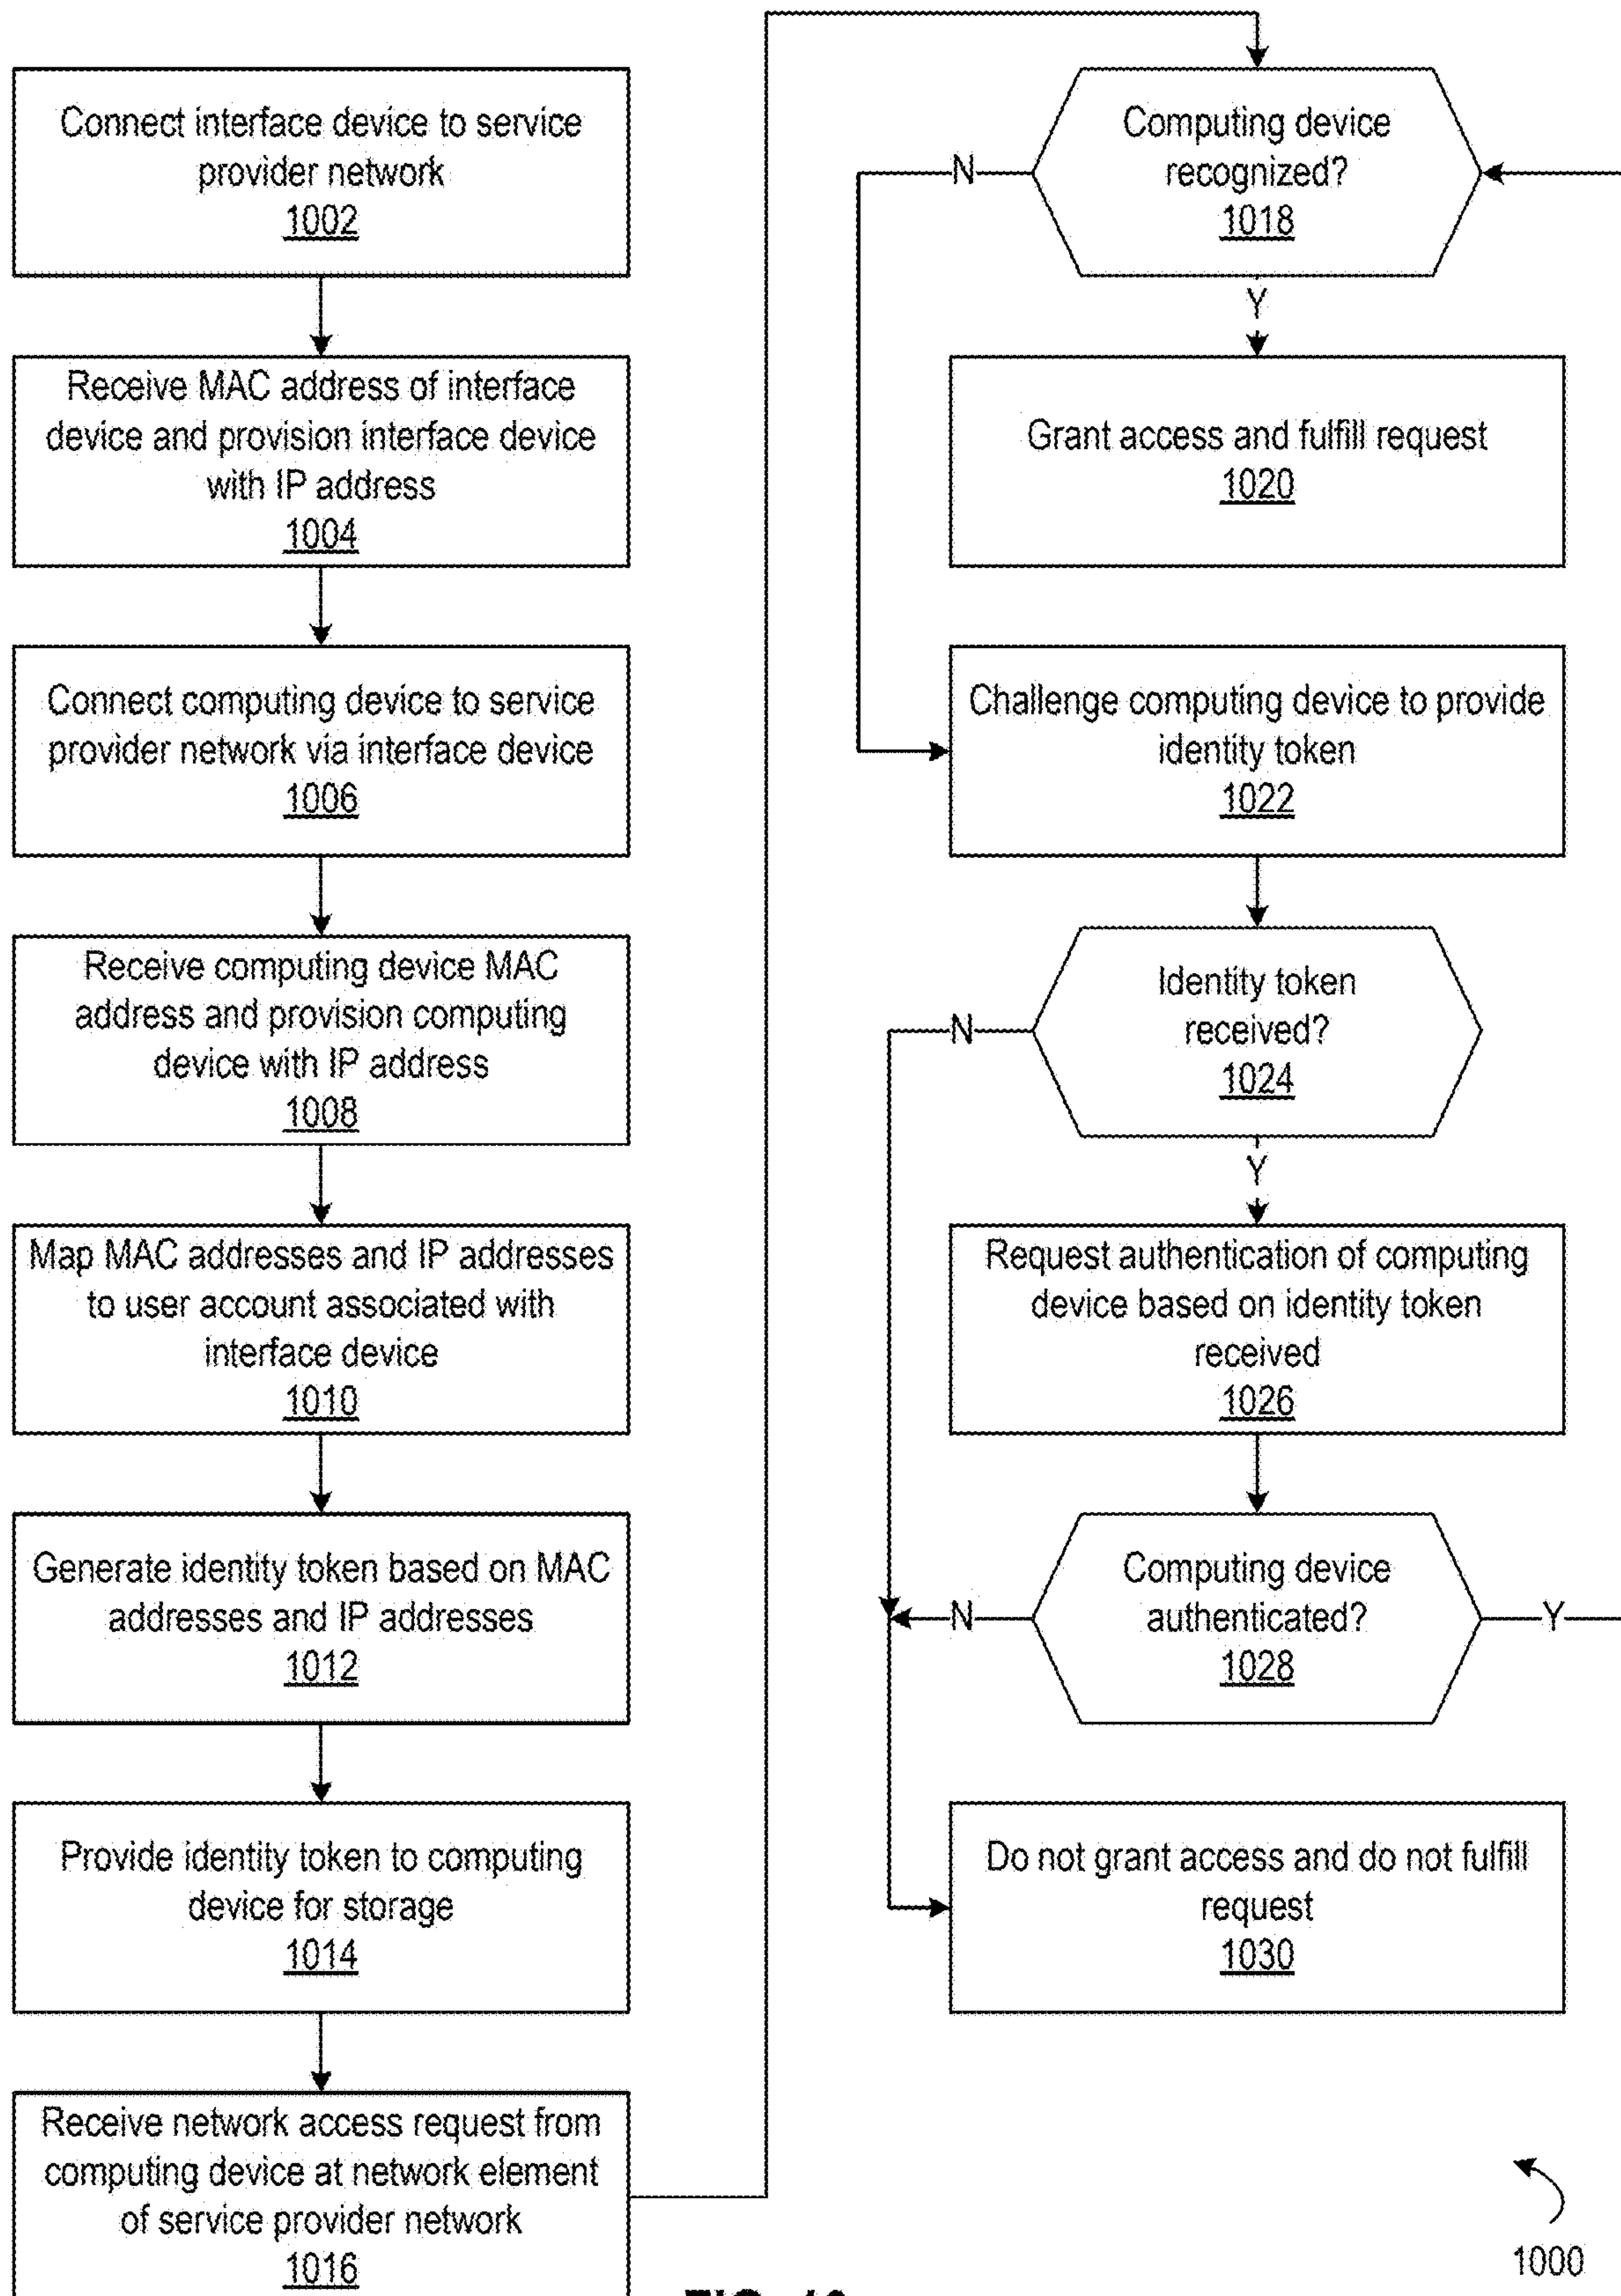 Connect interface device to service
provider network
1002
Receive MAC address of interface
device and provision interface device
with IP address
1004
Connect computing device to service
provider network via interface device
1006
Receive computing device MAC
address and provision computing
device with IP address
1008
Map MAC addresses and IP addresses
to user account associated with
interface device
1010
Generate identity token based on MAC
addresses and IP addresses
1012
Provide identity token to computing
device for storage
1014
Receive network access request from
computing device at network element
of service provider network
1016
Computing device
recognized?
1018
N
Y
Grant access and fulfill request
1020
Challenge computing device to provide
identity token
1022
Identity token
received?
1024
N
Y
Request authentication of computing
device based on identity token
received
1026
Computing device
authenticated?
1028
N
Y
Do not grant access and do not fulfill
request
1030
1000